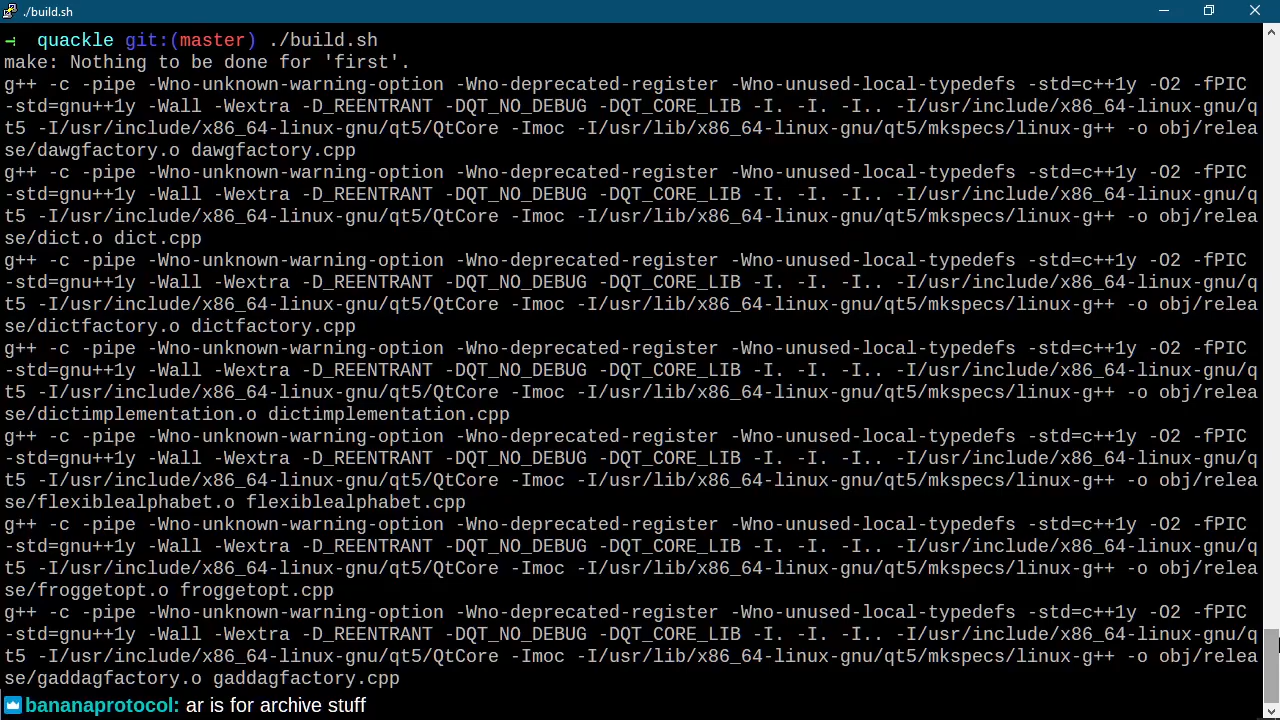 ./build.sh
quackle git:(master) ./build.sh
make: Nothing to be done for 'first'.
g++ -c -pipe -Wno-unknown-warning-option -Wno-deprecated-register -Wno-unused-local-typedefs -std=c++1y -O2 -fPIC
-std=gnu++1y -Wall -Wextra -D_REENTRANT -DQT_NO_DEBUG -DQT_CORE_LIB -I. -I. -I.. -I/usr/include/x86_64-linux-gnu/q
t5 -I/usr/include/x86_64-linux-gnu/qt5/QtCore -Imoc -I/usr/lib/x86_64-linux-gnu/qt5/mkspecs/linux-g++ -o obj/relea
se/dawgfactory.o dawgfactory.cpp
g++ -c -pipe -Wno-unknown-warning-option -Wno-deprecated-register -Wno-unused-local-typedefs -std=c++1y -O2 -fPIC
-std=gnu++1y -Wall -Wextra -D_REENTRANT -DQT_NO_DEBUG -DQT_CORE_LIB -I. -I. -I.. -I/usr/include/x86_64-linux-gnu/q
t5 -I/usr/include/x86_64-linux-gnu/qt5/QtCore -Imoc -I/usr/lib/x86_64-linux-gnu/qt5/mkspecs/linux-g++ -o obj/relea
se/dict.o dict.cpp
g++ -c -pipe -Wno-unknown-warning-option -Wno-deprecated-register -Wno-unused-local-typedefs -std=c++1y -O2 -fPIC
-std=gnu++1y -Wall -Wextra -D_REENTRANT -DQT_NO_DEBUG -DQT_CORE_LIB -I. -I. -I.. -I/usr/include/x86_64-linux-gnu/q
t5 -I/usr/include/x86_64-linux-gnu/qt5/QtCore -Imoc -I/usr/lib/x86_64-linux-gnu/qt5/mkspecs/linux-g++ -o obj/relea
se/dictfactory.o dictfactory.cpp
g++ -c -pipe -Wno-unknown-warning-option -Wno-deprecated-register -Wno-unused-local-typedefs -std=c++1y -O2 -fPIC
-std=gnu++1y -Wall -Wextra -D_REENTRANT -DQT_NO_DEBUG -DQT_CORE_LIB -I. -I. -I.. -I/usr/include/x86_64-linux-gnu/q
t5 -I/usr/include/x86_64-linux-gnu/qt5/QtCore -Imoc -I/usr/lib/x86_64-linux-gnu/qt5/mkspecs/linux-g++ -o obj/relea
se/dictimplementation.o dictimplementation.cpp
g++ -c -pipe -Wno-unknown-warning-option -Wno-deprecated-register -Wno-unused-local-typedefs -std=c++1y -O2 -fPIC
-std=gnu++1y -Wall -Wextra -D_REENTRANT -DQT_NO_DEBUG -DQT_CORE_LIB -I. -I. -I.. -I/usr/include/x86_64-linux-gnu/q
t5 -I/usr/include/x86_64-linux-gnu/qt5/QtCore -Imoc -I/usr/lib/x86_64-linux-gnu/qt5/mkspecs/linux-g++ -o obj/relea
se/flexiblealphabet.o flexiblealphabet.cpp
g++ -c -pipe -Wno-unknown-warning-option -Wno-deprecated-register -Wno-unused-local-typedefs -std=c++1y -O2 -fPIC
-std=gnu++1y -Wall -Wextra -D_REENTRANT -DQT_NO_DEBUG -DQT_CORE_LIB -I. -I. -I.. -I/usr/include/x86_64-linux-gnu/q
t5 -I/usr/include/x86_64-linux-gnu/qt5/QtCore -Imoc -I/usr/lib/x86_64-linux-gnu/qt5/mkspecs/linux-g++ -o obj/relea
se/froggetopt.o froggetopt.cpp
g++ -c -pipe -Wno-unknown-warning-option -Wno-deprecated-register -Wno-unused-local-typedefs -std=c++1y -O2 -fPIC
-std=gnu++1y -Wall -Wextra -D_REENTRANT -DQT_NO_DEBUG -DQT_CORE_LIB -I. -I. -I.. -I/usr/include/x86_64-linux-gnu/q
t5 -I/usr/include/x86_64-linux-gnu/qt5/QtCore -Imoc -I/usr/lib/x86_64-linux-gnu/qt5/mkspecs/linux-g++ -o obj/relea
se/gaddagfactory.o gaddagfactory.cpp
bananaprotocol: ar is for archive stuff